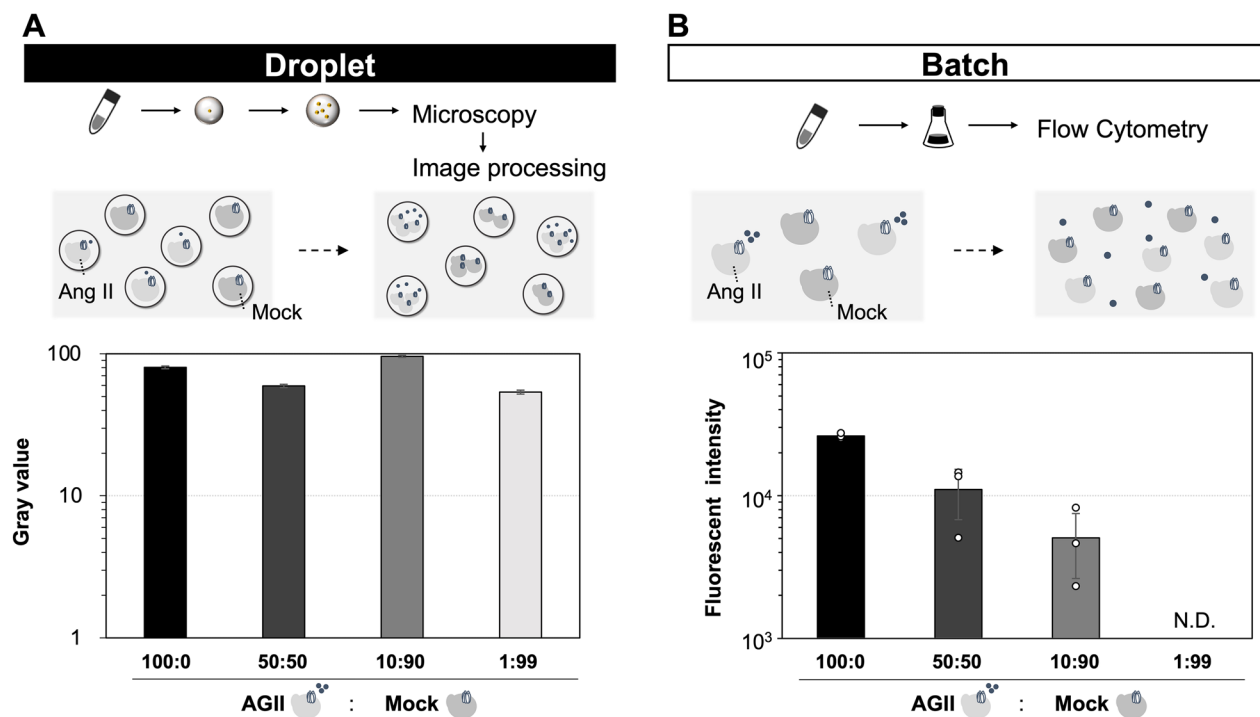 A
Droplet
Microscopy
Image processing
Ang II
Mock
100
10
1
Gray value
100:0
50:50
10:90
1:99
AGII : Mock
B
Batch
Flow Cytometry
Ang II
Mock
10⁵
10⁴
10³
Fluorescent intensity
N.D.
100:0
50:50
10:90
1:99
AGII : Mock